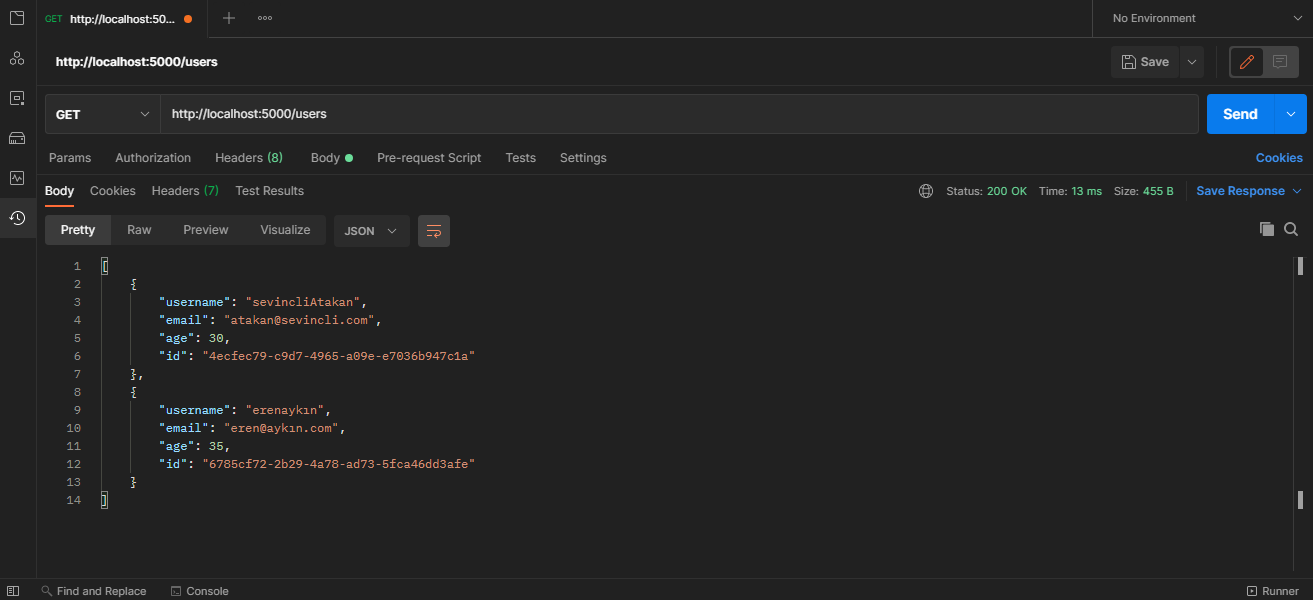 GET http://localhost:50...
No Environment
http://localhost:5000/users
Save
GET http://localhost:5000/users
Send
Params Authorization Headers (8) Body Pre-request Script Tests Settings Cookies
Body Cookies Headers (7) Test Results Status: 200 OK Time: 13 ms Size: 455 B Save Response
Pretty Raw Preview Visualize JSON
1 [
2 {
3 "username": "sevincliAtakan",
4 "email": "atakan@sevincli.com",
5 "age": 30,
6 "id": "4ecfec79-c9d7-4965-a09e-e7036b947c1a"
7 },
8 {
9 "username": "erenaykın",
10 "email": "eren@aykın.com",
11 "age": 35,
12 "id": "6785cf72-2b29-4a78-ad73-5fca46dd3afe"
13 }
14 ]
Find and Replace Console Runner